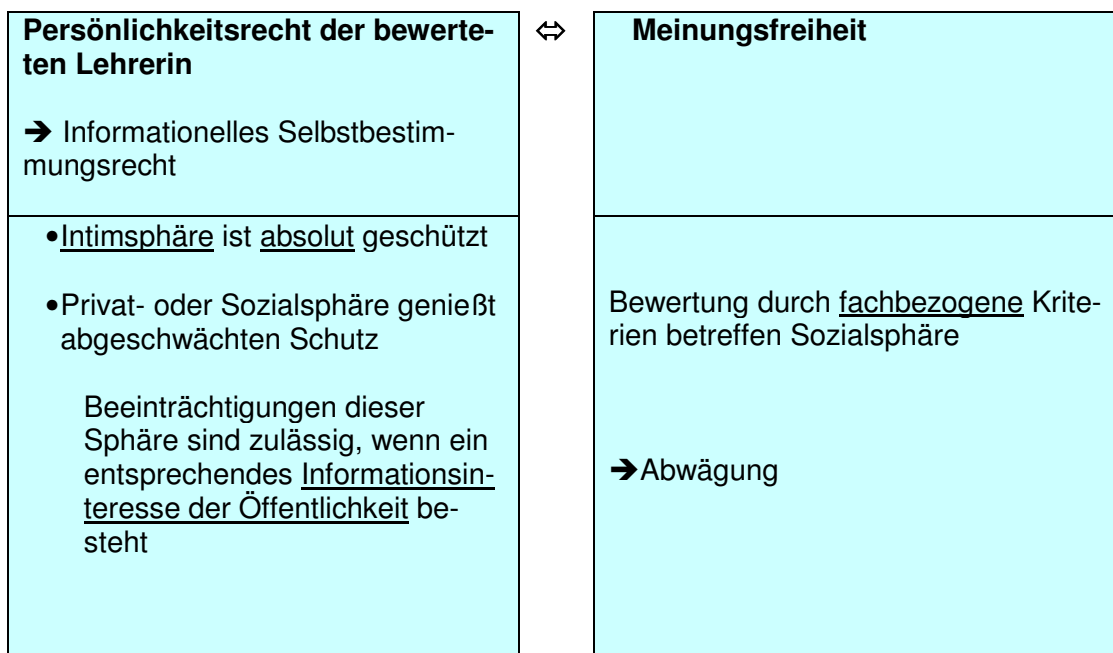 Persönlichkeitsrecht der bewerte-
ten Lehrerin
➔ Informationelles Selbstbestim-
mungsrecht
⇔
Meinungsfreiheit
•Intimsphäre ist absolut geschützt
•Privat- oder Sozialsphäre genießt
abgeschwächten Schutz
Beeinträchtigungen dieser
Sphäre sind zulässig, wenn ein
entsprechendes Informationsin-
teresse der Öffentlichkeit be-
steht
Bewertung durch fachbezogene Krite-
rien betreffen Sozialsphäre
➔Abwägung